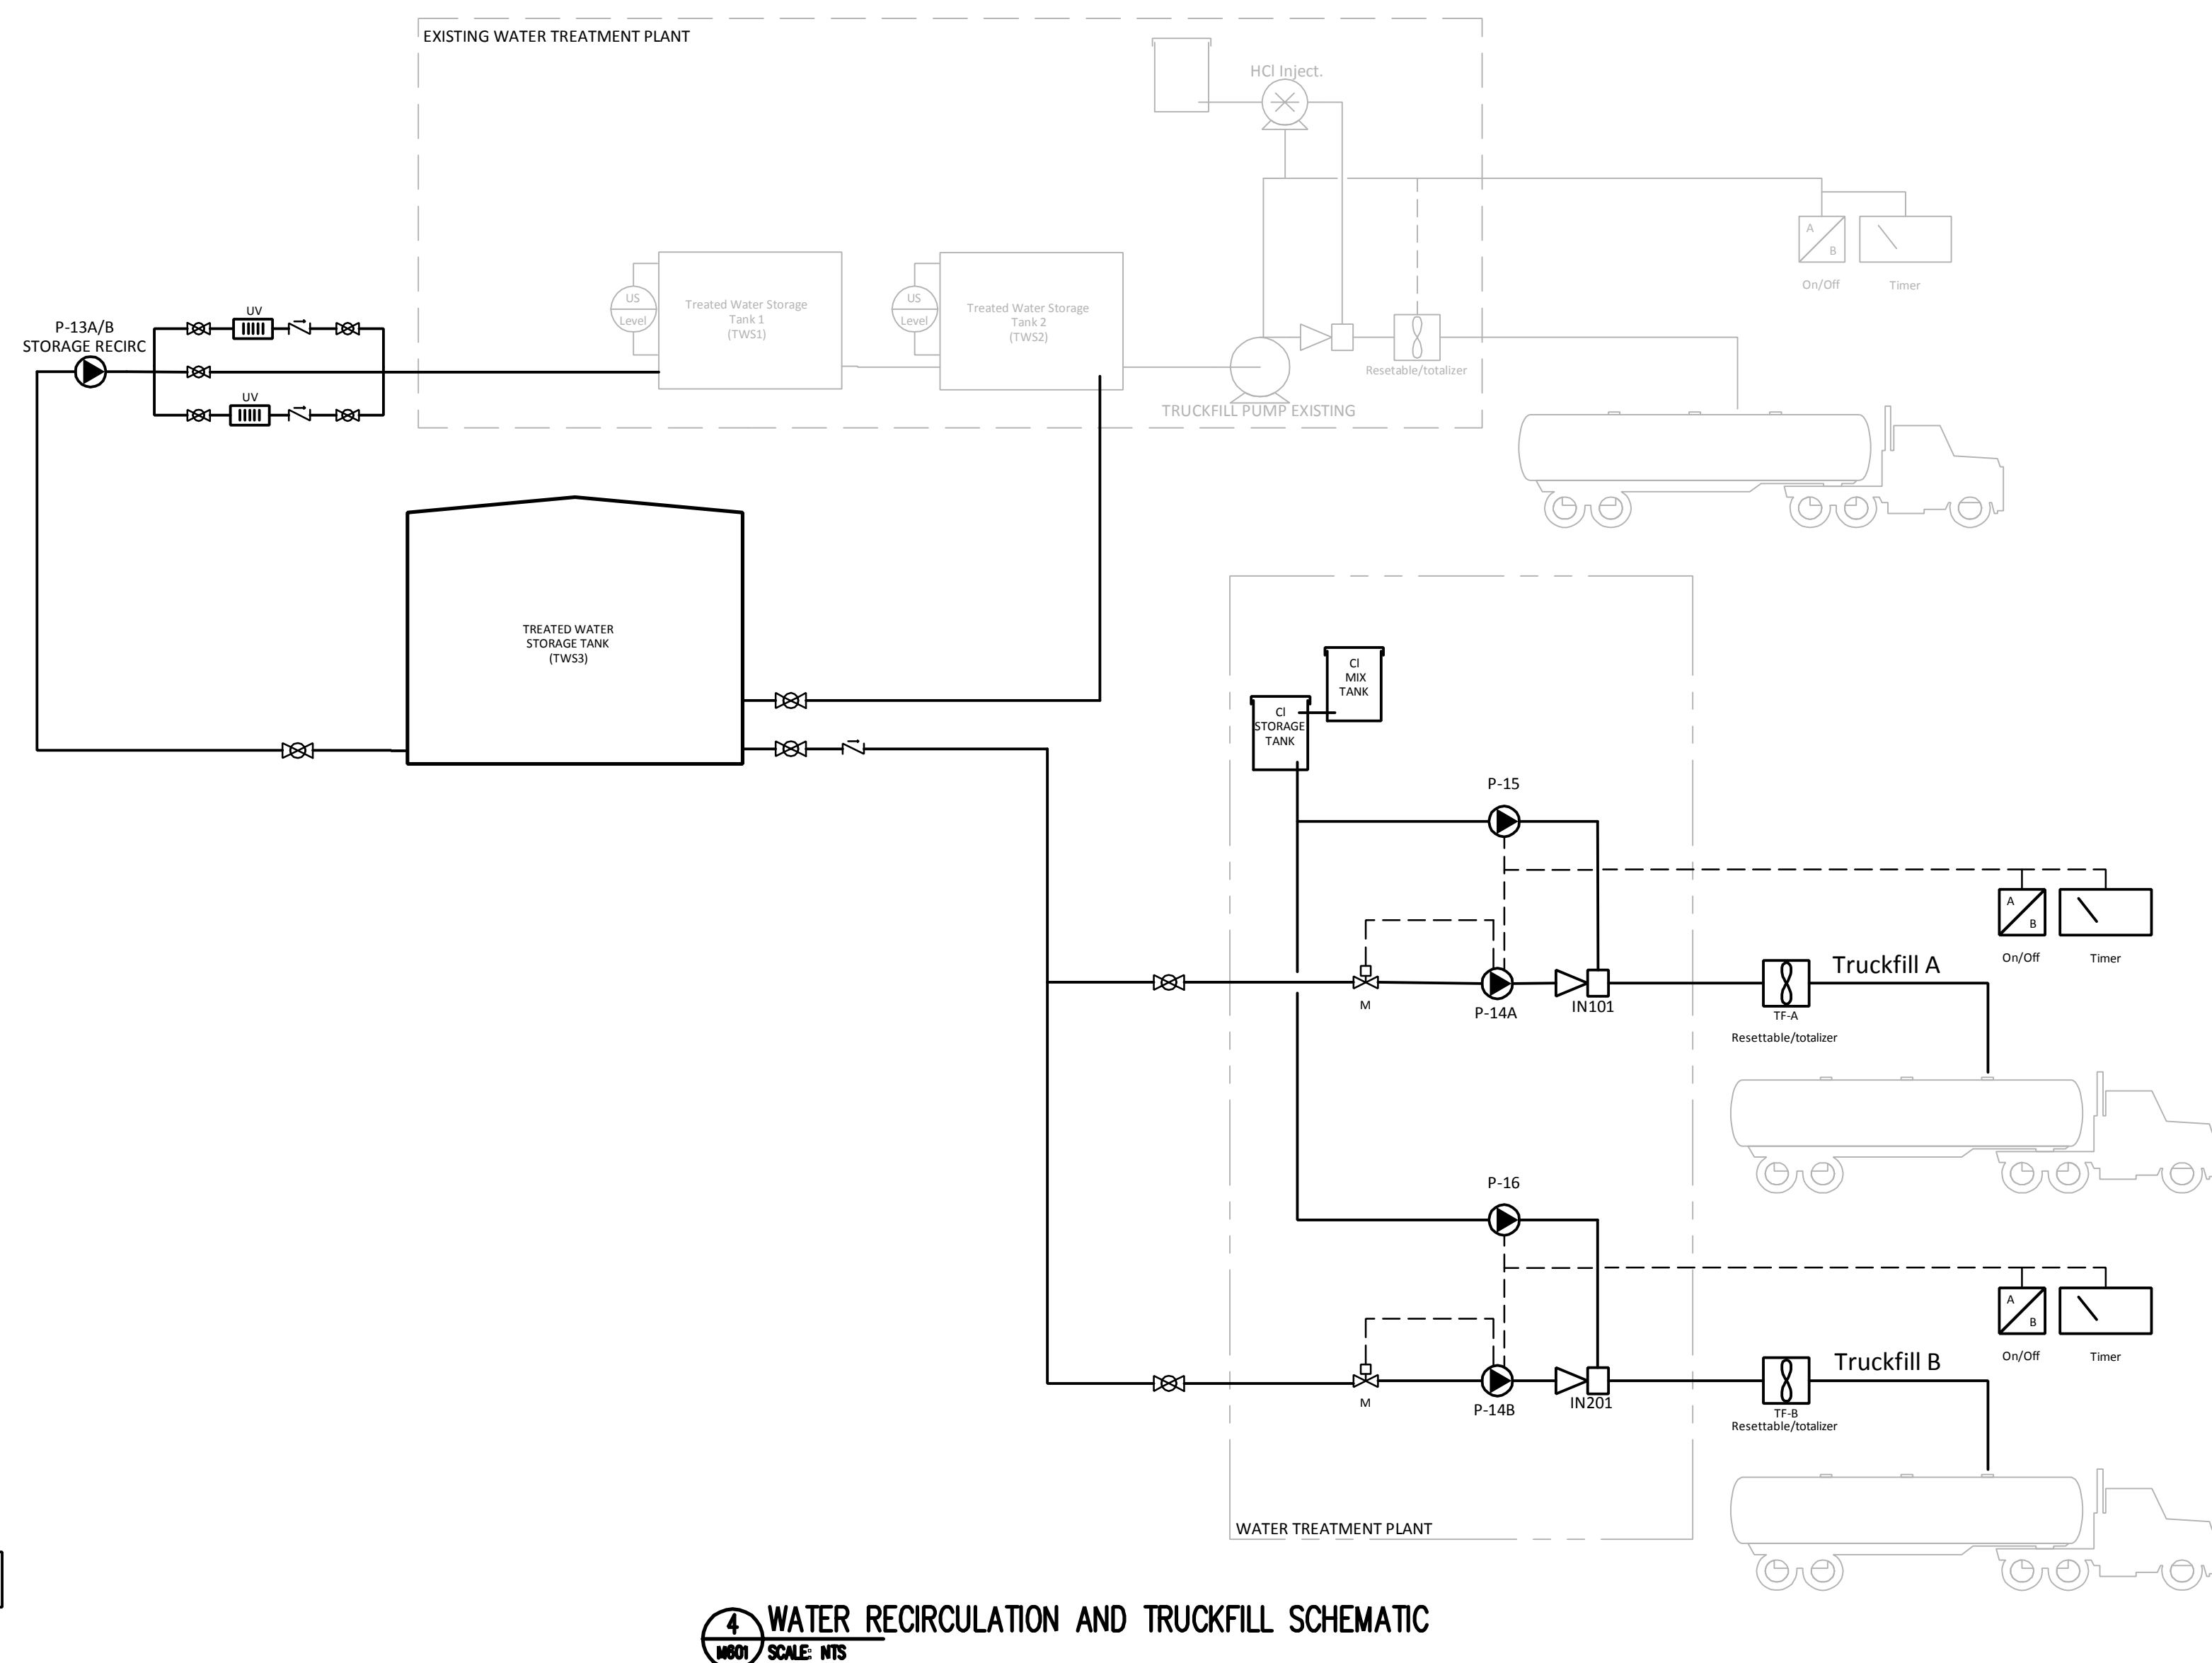 EXISTING WATER TREATMENT PLANT
HCl Inject.
A
B
On/Off
Timer
US
Level
Treated Water Storage
Tank 1
(TWS1)
US
Level
Treated Water Storage
Tank 2
(TWS2)
Resetable/totalizer
TRUCKFILL PUMP EXISTING
P-13A/B
STORAGE RECIRC
UV
UV
TREATED WATER
STORAGE TANK
(TWS3)
Cl
MIX
TANK
Cl
STORAGE
TANK
P-15
A
B
On/Off
Timer
M
P-14A
IN101
Truckfill A
TF-A
Resettable/totalizer
P-16
A
B
On/Off
Timer
M
P-14B
IN201
Truckfill B
TF-B
Resettable/totalizer
WATER TREATMENT PLANT
4
M601
WATER RECIRCULATION AND TRUCKFILL SCHEMATIC
SCALE: NTS